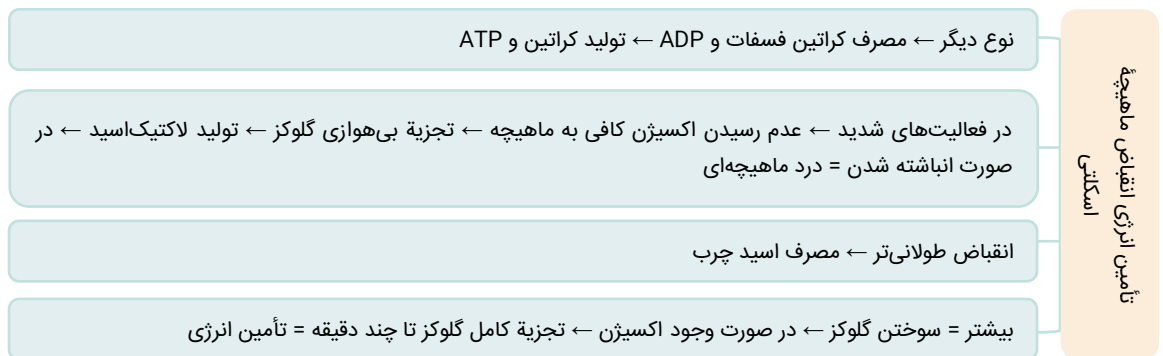 تأمین انرژی انقباض ماهیچهٔ
اسکلتی
نوع دیگر ← مصرف کراتین فسفات و ADP ← تولید کراتین و ATP
در فعالیت‌های شدید ← عدم رسیدن اکسیژن کافی به ماهیچه ← تجزیة بی‌هوازی گلوکز ← تولید لاکتیک‌اسید ← در
صورت انباشته شدن = درد ماهیچه‌ای
انقباض طولانی‌تر ← مصرف اسید چرب
بیشتر = سوختن گلوکز ← در صورت وجود اکسیژن ← تجزیة کامل گلوکز تا چند دقیقه = تأمین انرژی